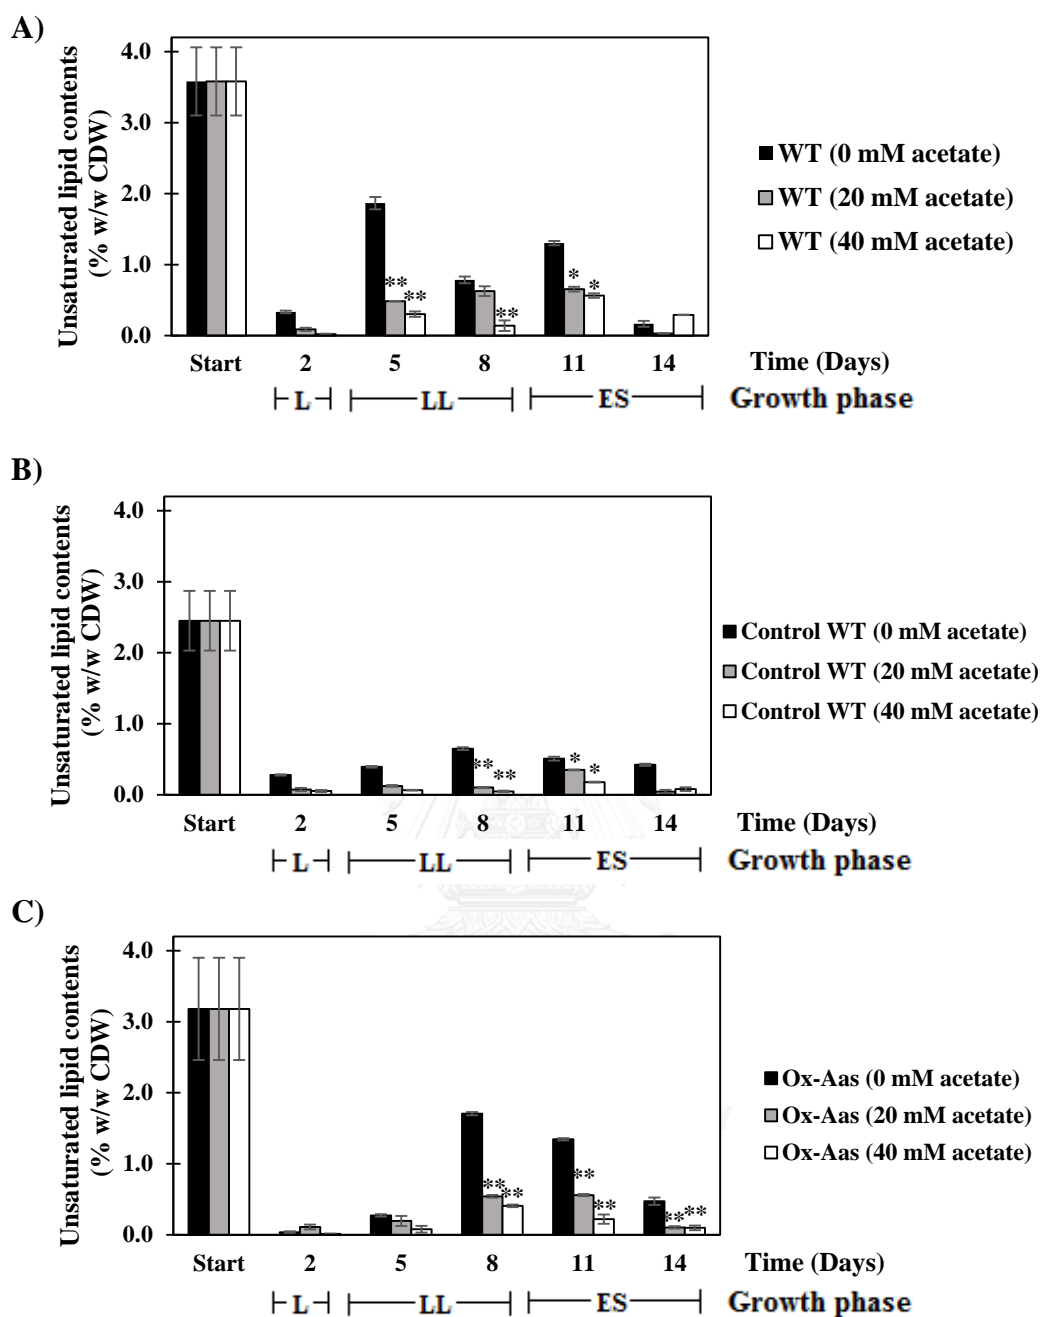 A)
Unsaturated lipid contents
(% w/w CDW)
4.0
3.0
2.0
1.0
0.0
** ** ** * *
Start 2 5 8 11 14 Time (Days)
L LL ES Growth phase
WT (0 mM acetate)
WT (20 mM acetate)
WT (40 mM acetate)
B)
Unsaturated lipid contents
(% w/w CDW)
4.0
3.0
2.0
1.0
0.0
** ** * *
Start 2 5 8 11 14 Time (Days)
L LL ES Growth phase
Control WT (0 mM acetate)
Control WT (20 mM acetate)
Control WT (40 mM acetate)
C)
Unsaturated lipid contents
(% w/w CDW)
4.0
3.0
2.0
1.0
0.0
** ** ** ** ** **
Start 2 5 8 11 14 Time (Days)
L LL ES Growth phase
Ox-Aas (0 mM acetate)
Ox-Aas (20 mM acetate)
Ox-Aas (40 mM acetate)